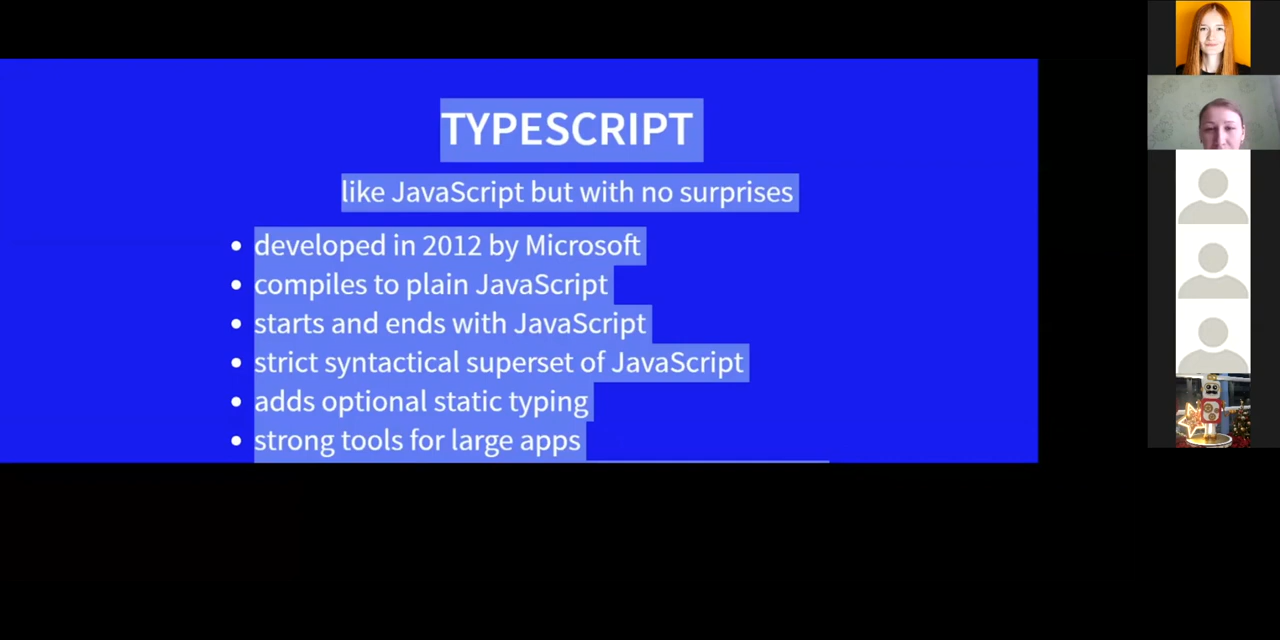 TYPESCRIPT
like JavaScript but with no surprises
developed in 2012 by Microsoft
compiles to plain JavaScript
starts and ends with JavaScript
strict syntactical superset of JavaScript
adds optional static typing
strong tools for large apps